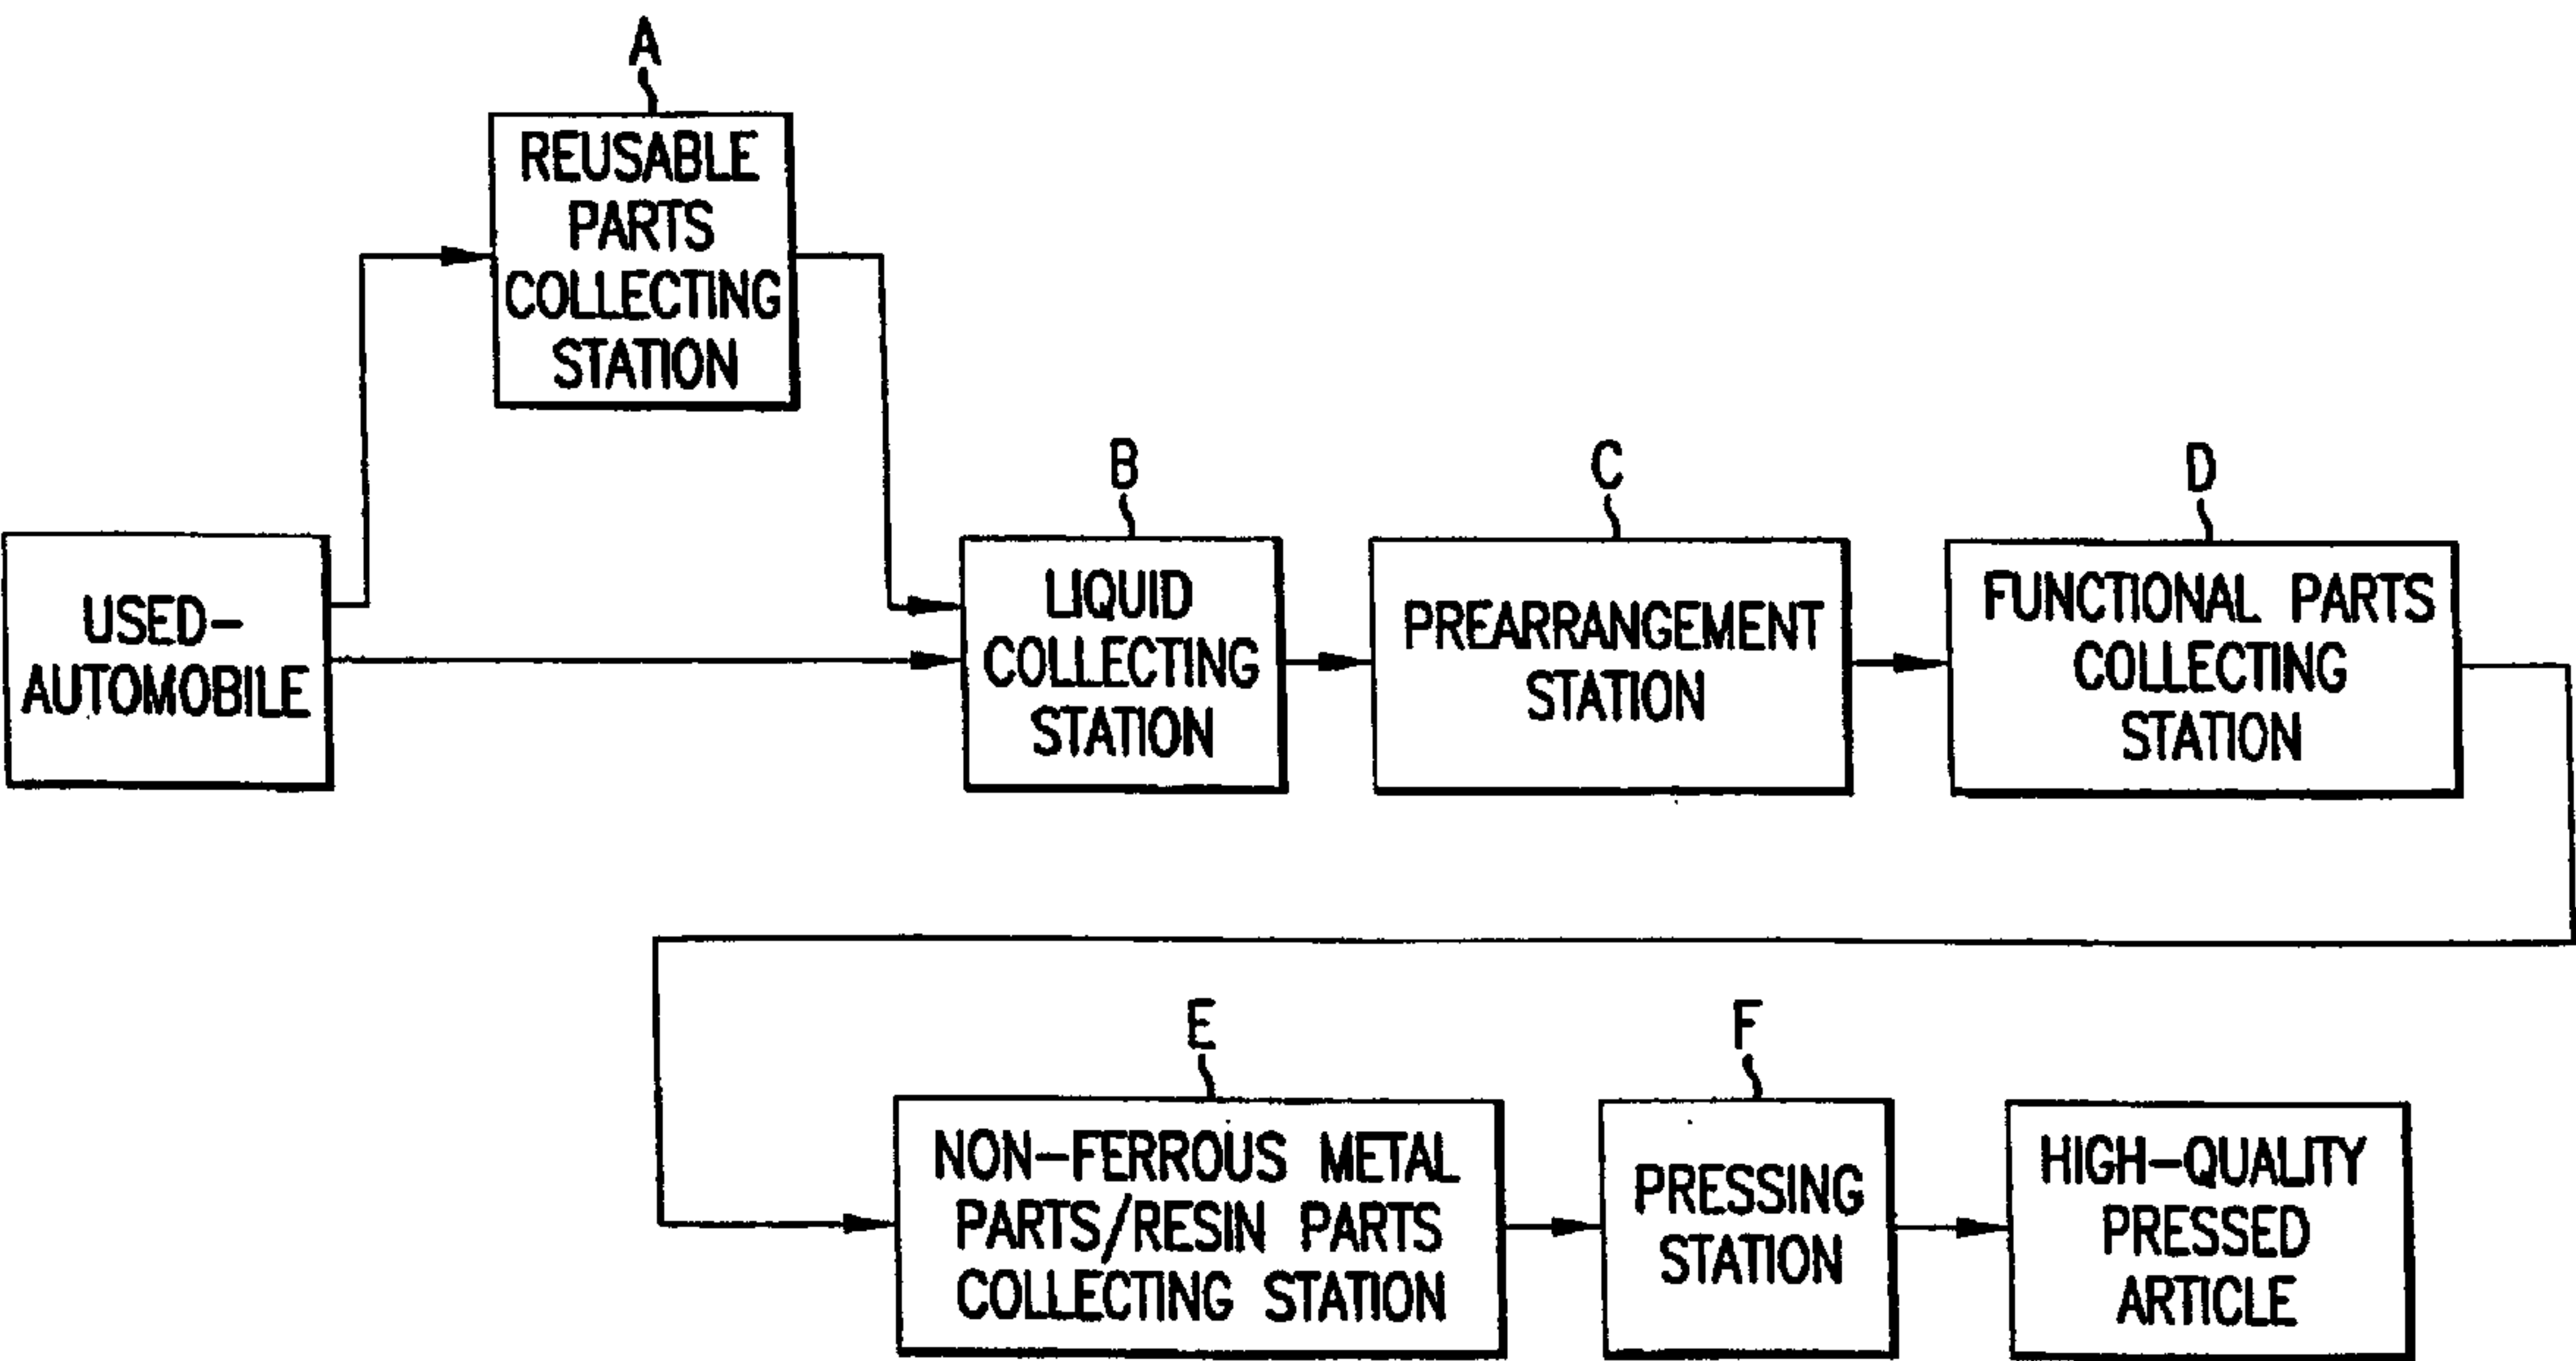 A
REUSABLE
PARTS
COLLECTING
STATION
USED-
AUTOMOBILE
B
LIQUID
COLLECTING
STATION
C
PREARRANGEMENT
STATION
D
FUNCTIONAL PARTS
COLLECTING
STATION
E
NON-FERROUS METAL
PARTS/RESIN PARTS
COLLECTING STATION
F
PRESSING
STATION
HIGH-QUALITY
PRESSED
ARTICLE